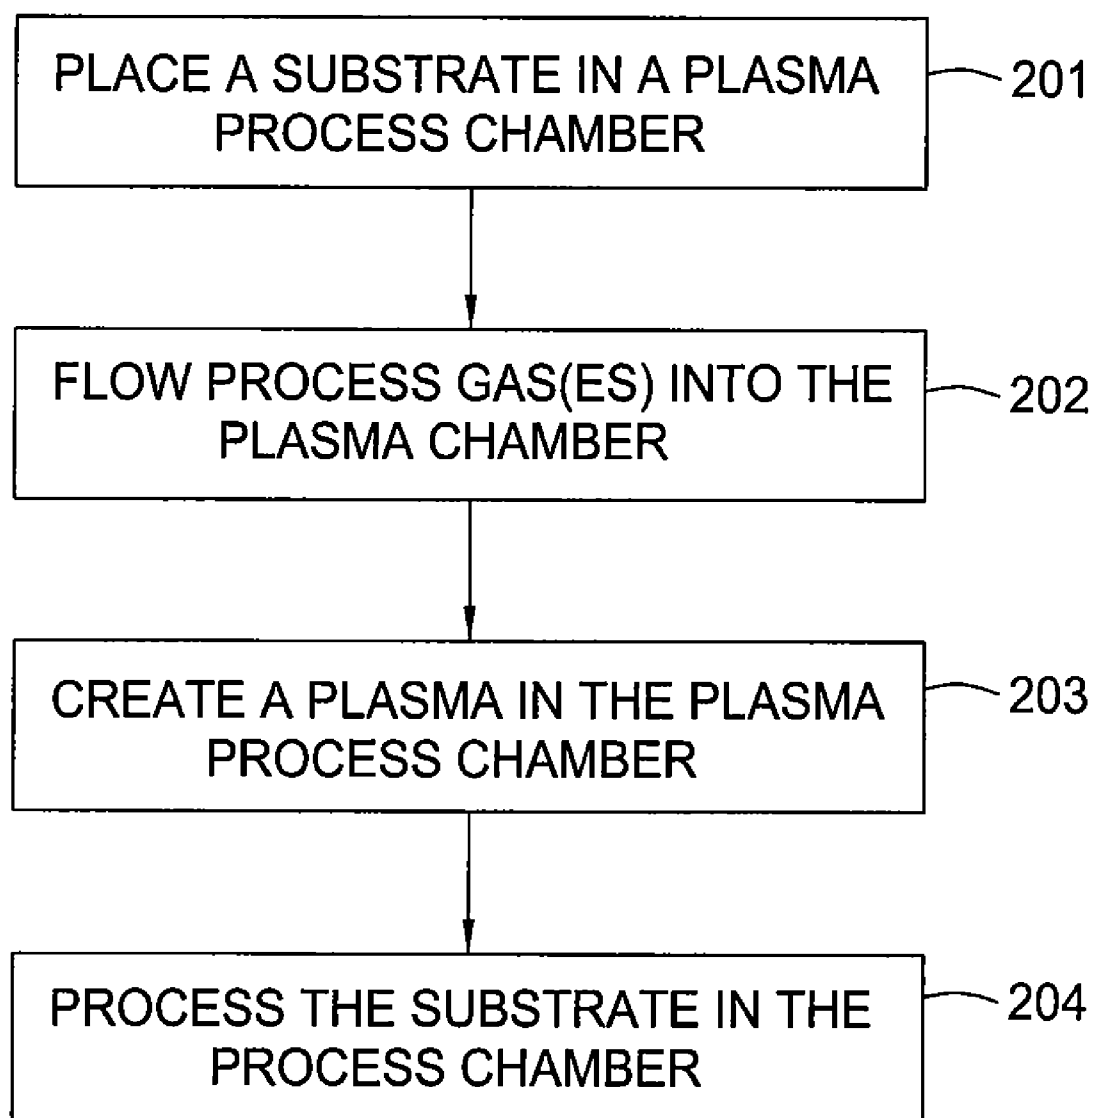 PLACE A SUBSTRATE IN A PLASMA
PROCESS CHAMBER
201
FLOW PROCESS GAS(ES) INTO THE
PLASMA CHAMBER
202
CREATE A PLASMA IN THE PLASMA
PROCESS CHAMBER
203
PROCESS THE SUBSTRATE IN THE
PROCESS CHAMBER
204